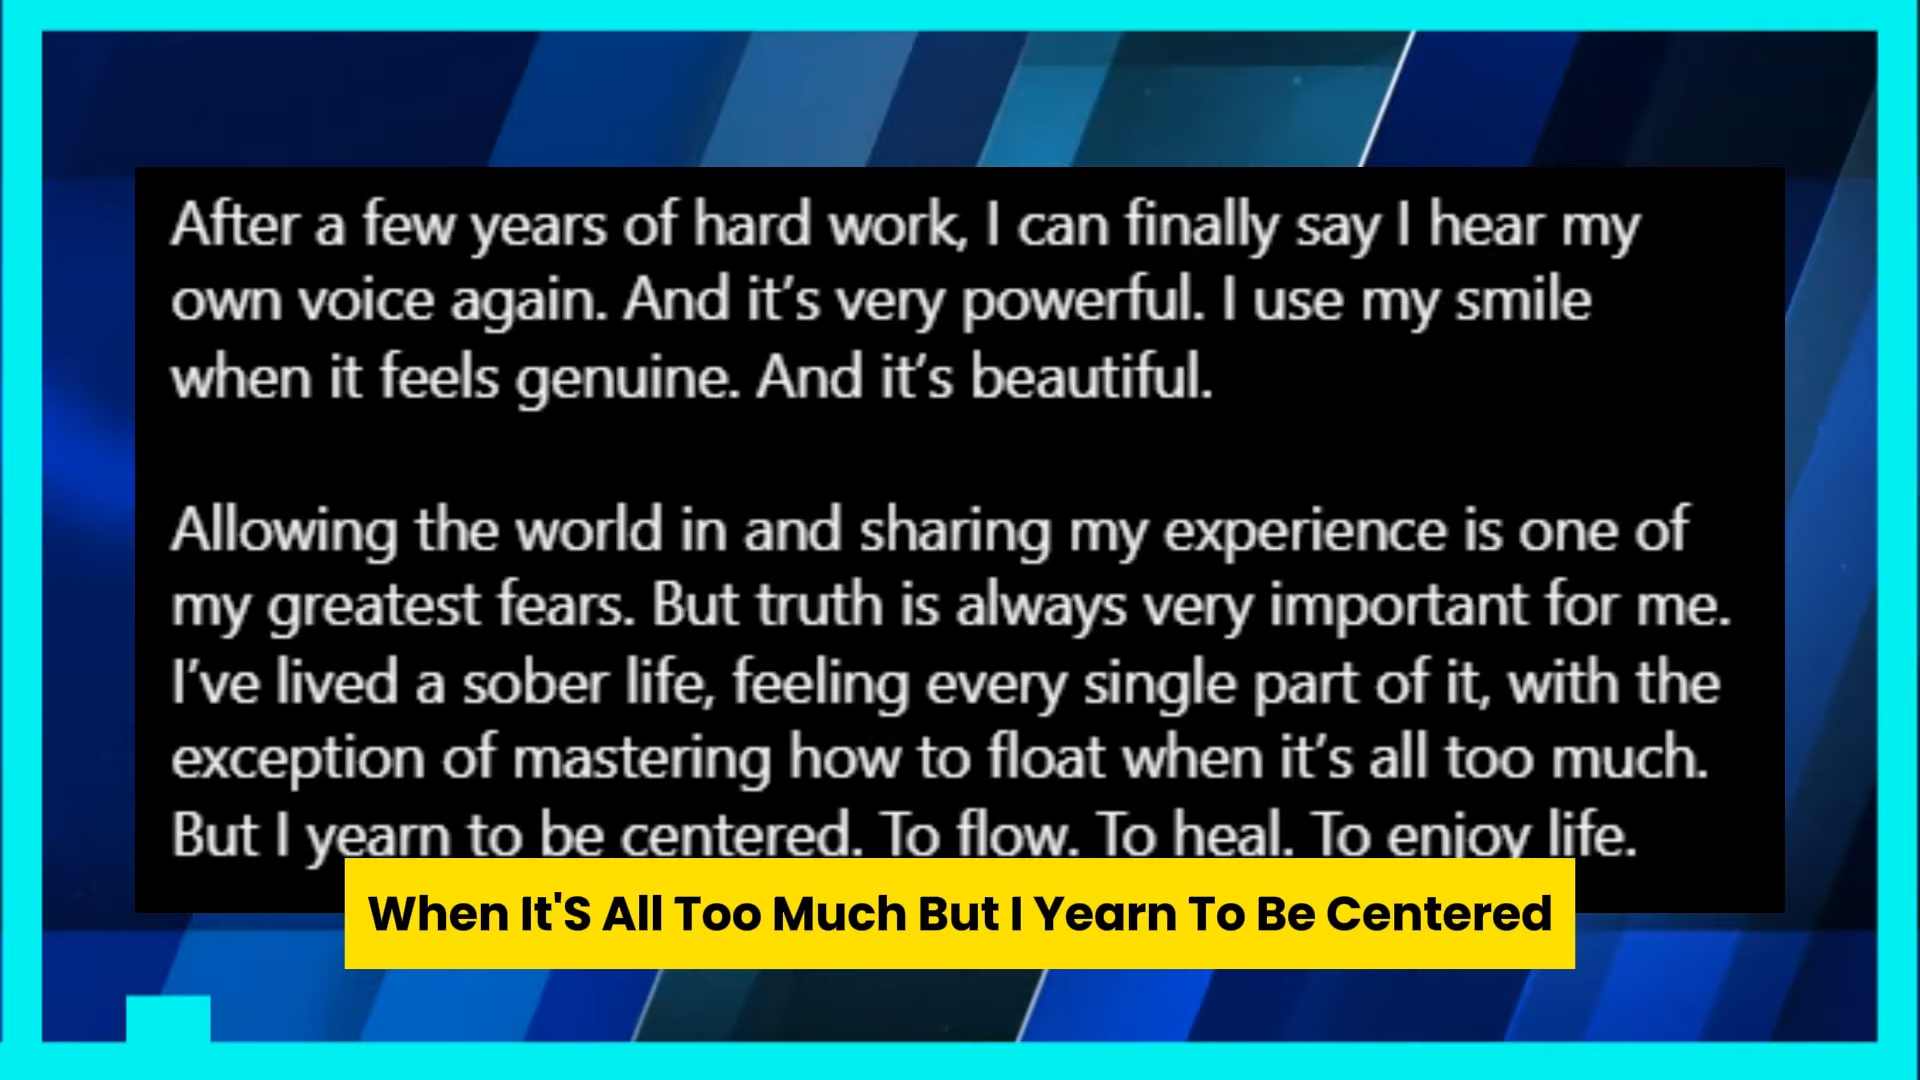 After a few years of hard work, I can finally say I hear my
own voice again. And it’s very powerful. I use my smile
when it feels genuine. And it’s beautiful.
Allowing the world in and sharing my experience is one of
my greatest fears. But truth is always very important for me.
I’ve lived a sober life, feeling every single part of it, with the
exception of mastering how to float when it’s all too much.
But I yearn to be centered. To flow. To heal. To enjoy life.
When It'S All Too Much But I Yearn To Be Centered